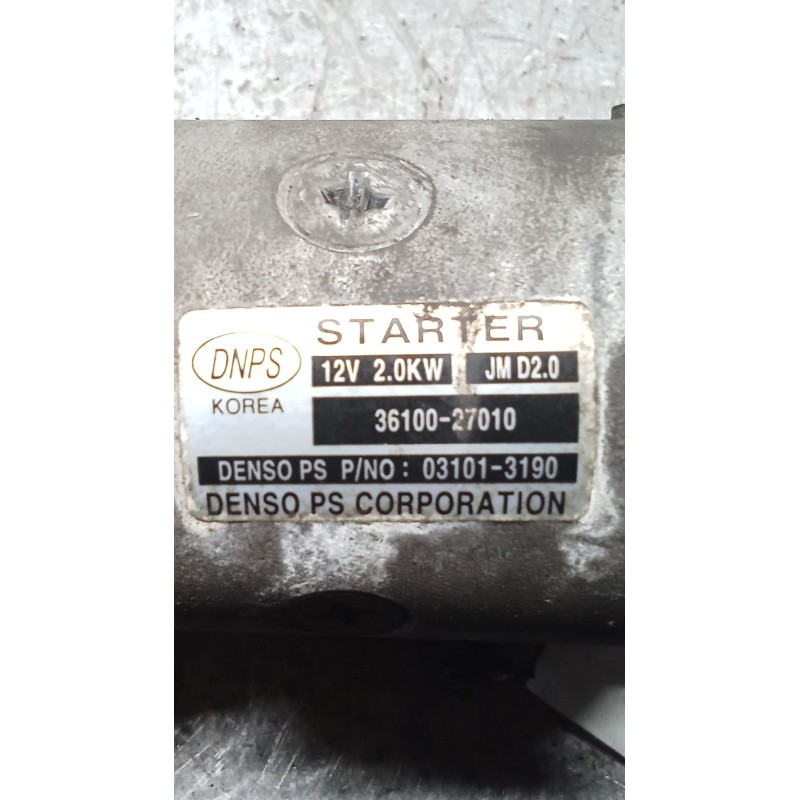 STARTER
DNPS
12V 2.0KW JM D2.0
KOREA
36100-27010
DENSO PS P/NO : 03101-3190
DENSO PS CORPORATION